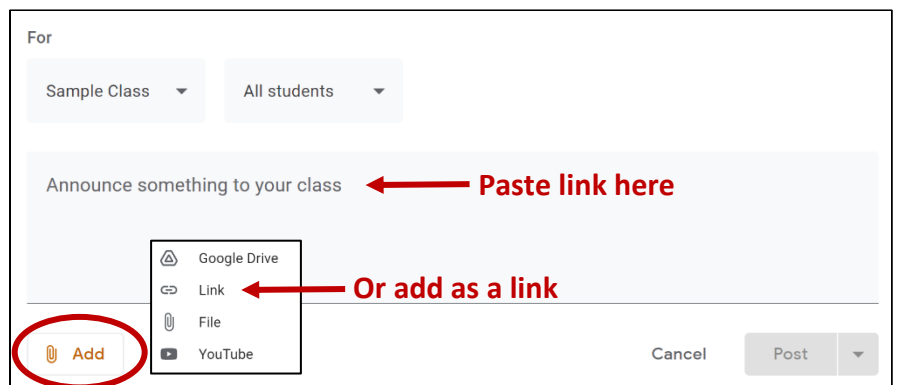 For
Sample Class All students
Announce something to your class Paste link here
Google Drive
Link Or add as a link
File
YouTube
Add Cancel Post